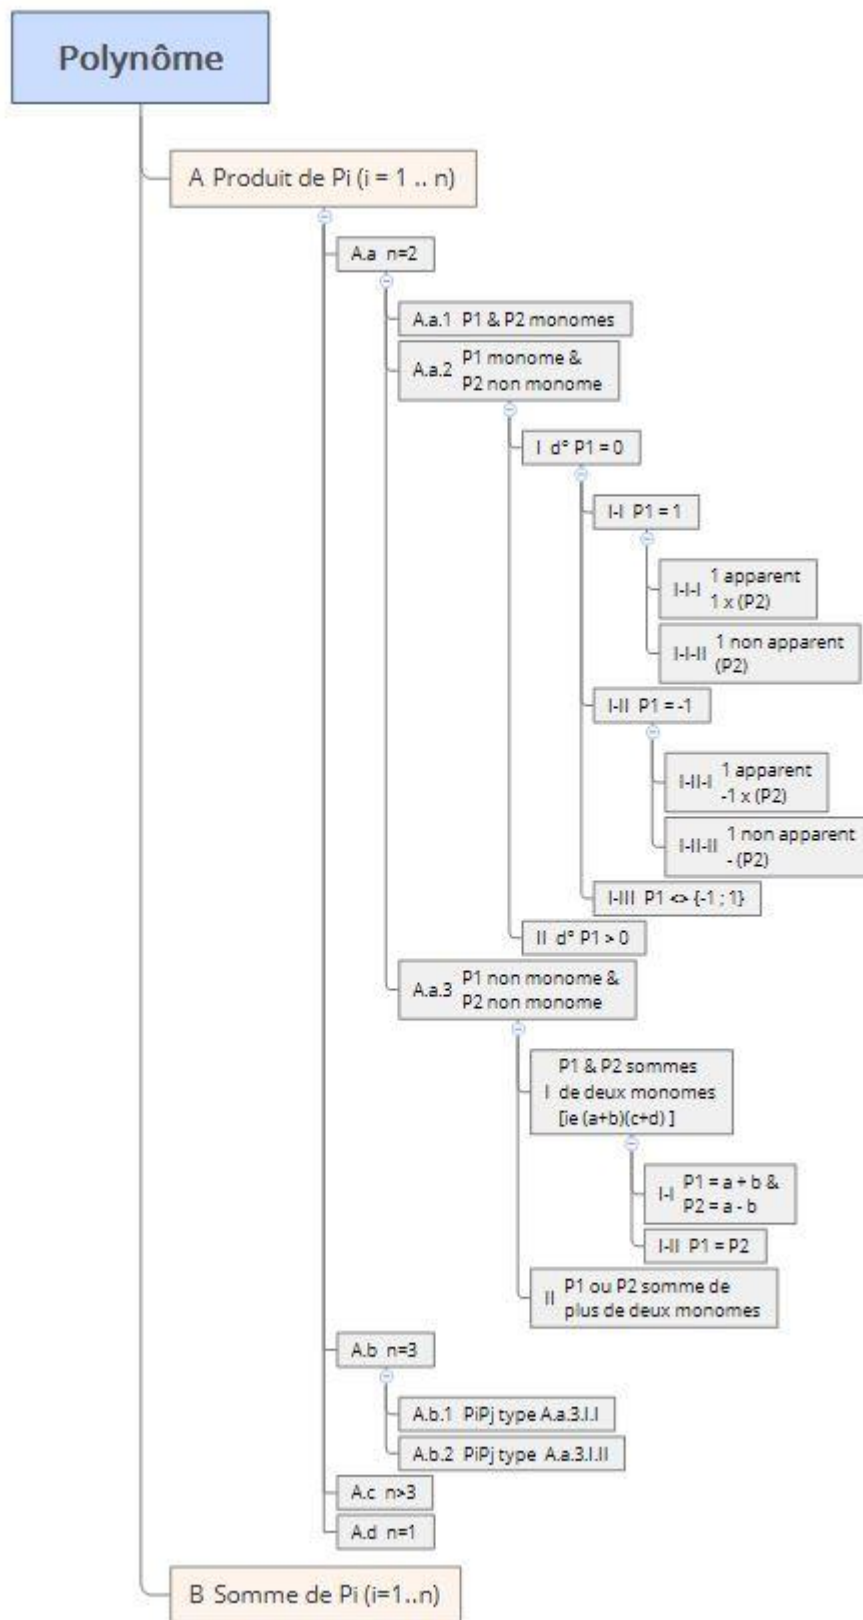 Polynôme
A Produit de Pi (i = 1 .. n)
A.a n=2
A.a.1 P1 & P2 monomes
A.a.2 P1 monome &
P2 non monome
I d° P1 = 0
I-I P1 = 1
I-I-I 1 apparent
1 x (P2)
I-I-II 1 non apparent
(P2)
I-II P1 = -1
I-II-I 1 apparent
-1 x (P2)
I-II-II 1 non apparent
- (P2)
I-III P1 <> {-1 ; 1}
II d° P1 > 0
A.a.3 P1 non monome &
P2 non monome
P1 & P2 sommes
I de deux monomes
[ie (a+b)(c+d) ]
I-I P1 = a + b &
P2 = a - b
I-II P1 = P2
II P1 ou P2 somme de
plus de deux monomes
A.b n=3
A.b.1 PiPj type A.a.3.I.I
A.b.2 PiPj type A.a.3.I.II
A.c n>3
A.d n=1
B Somme de Pi (i=1..n)